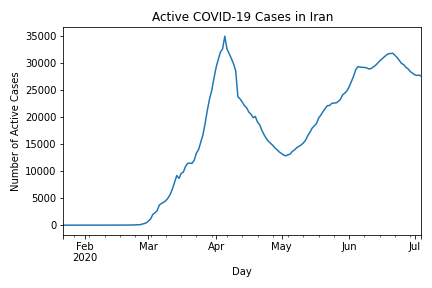 Active COVID-19 Cases in Iran
Number of Active Cases
35000
30000
25000
20000
15000
10000
5000
0
Feb Mar Apr May Jun Jul
2020
Day